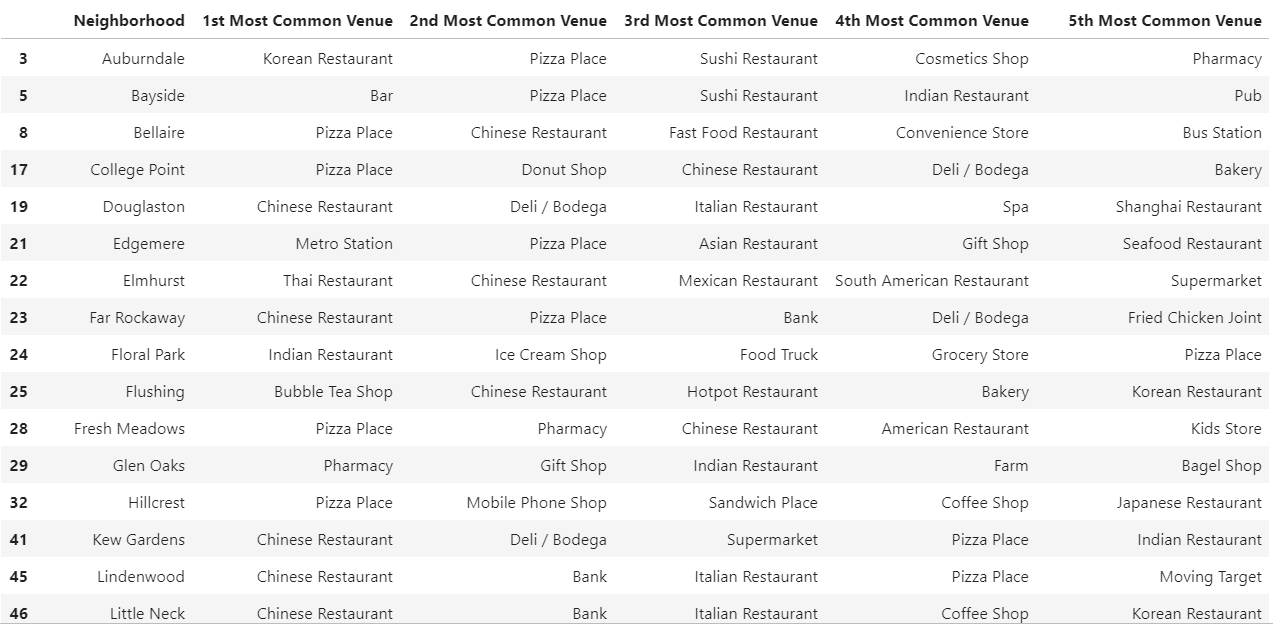 Neighborhood 1st Most Common Venue 2nd Most Common Venue 3rd Most Common Venue 4th Most Common Venue 5th Most Common Venue
3 Auburndale Korean Restaurant Pizza Place Sushi Restaurant Cosmetics Shop Pharmacy
5 Bayside Bar Pizza Place Sushi Restaurant Indian Restaurant Pub
8 Bellaire Pizza Place Chinese Restaurant Fast Food Restaurant Convenience Store Bus Station
17 College Point Pizza Place Donut Shop Chinese Restaurant Deli / Bodega Bakery
19 Douglaston Chinese Restaurant Deli / Bodega Italian Restaurant Spa Shanghai Restaurant
21 Edgemere Metro Station Pizza Place Asian Restaurant Gift Shop Seafood Restaurant
22 Elmhurst Thai Restaurant Chinese Restaurant Mexican Restaurant South American Restaurant Supermarket
23 Far Rockaway Chinese Restaurant Pizza Place Bank Deli / Bodega Fried Chicken Joint
24 Floral Park Indian Restaurant Ice Cream Shop Food Truck Grocery Store Pizza Place
25 Flushing Bubble Tea Shop Chinese Restaurant Hotpot Restaurant Bakery Korean Restaurant
28 Fresh Meadows Pizza Place Pharmacy Chinese Restaurant American Restaurant Kids Store
29 Glen Oaks Pharmacy Gift Shop Indian Restaurant Farm Bagel Shop
32 Hillcrest Pizza Place Mobile Phone Shop Sandwich Place Coffee Shop Japanese Restaurant
41 Kew Gardens Chinese Restaurant Deli / Bodega Supermarket Pizza Place Indian Restaurant
45 Lindenwood Chinese Restaurant Bank Italian Restaurant Pizza Place Moving Target
46 Little Neck Chinese Restaurant Bank Italian Restaurant Coffee Shop Korean Restaurant